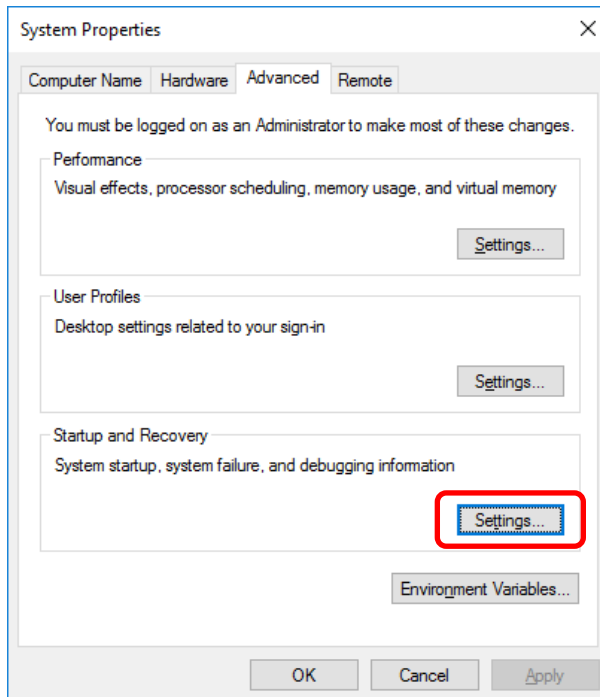 System Properties
Computer Name Hardware Advanced Remote
You must be logged on as an Administrator to make most of these changes.
Performance
Visual effects, processor scheduling, memory usage, and virtual memory
Settings...
User Profiles
Desktop settings related to your sign-in
Settings...
Startup and Recovery
System startup, system failure, and debugging information
Settings...
Environment Variables...
OK Cancel Apply